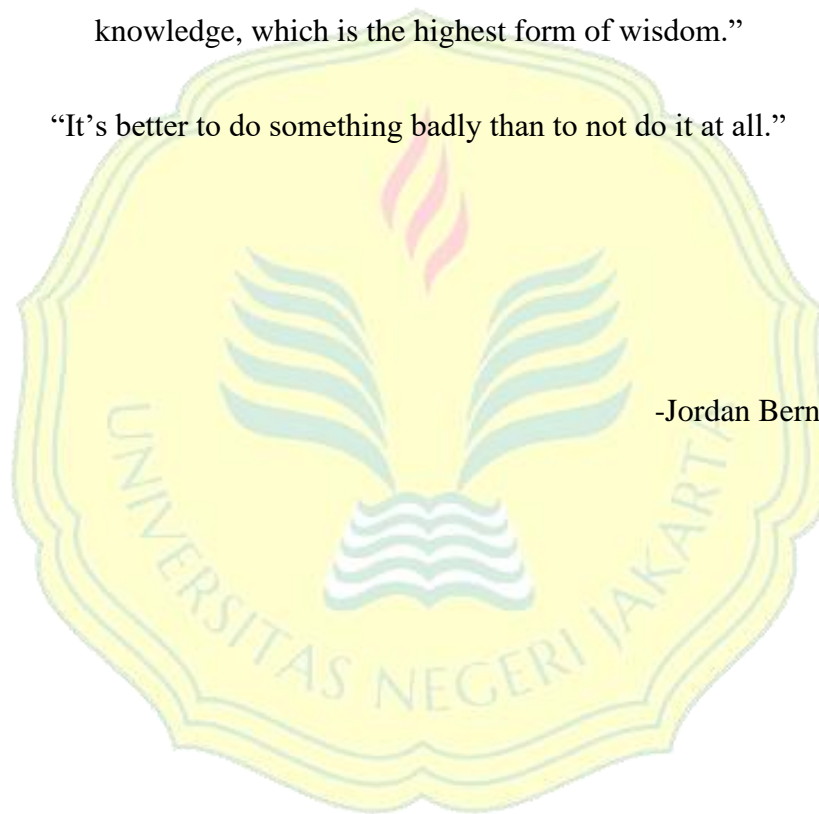 knowledge, which is the highest form of wisdom.”
“It’s better to do something badly than to not do it at all.”
-Jordan Bern
UNIVERSITAS NEGERI JAKARTA